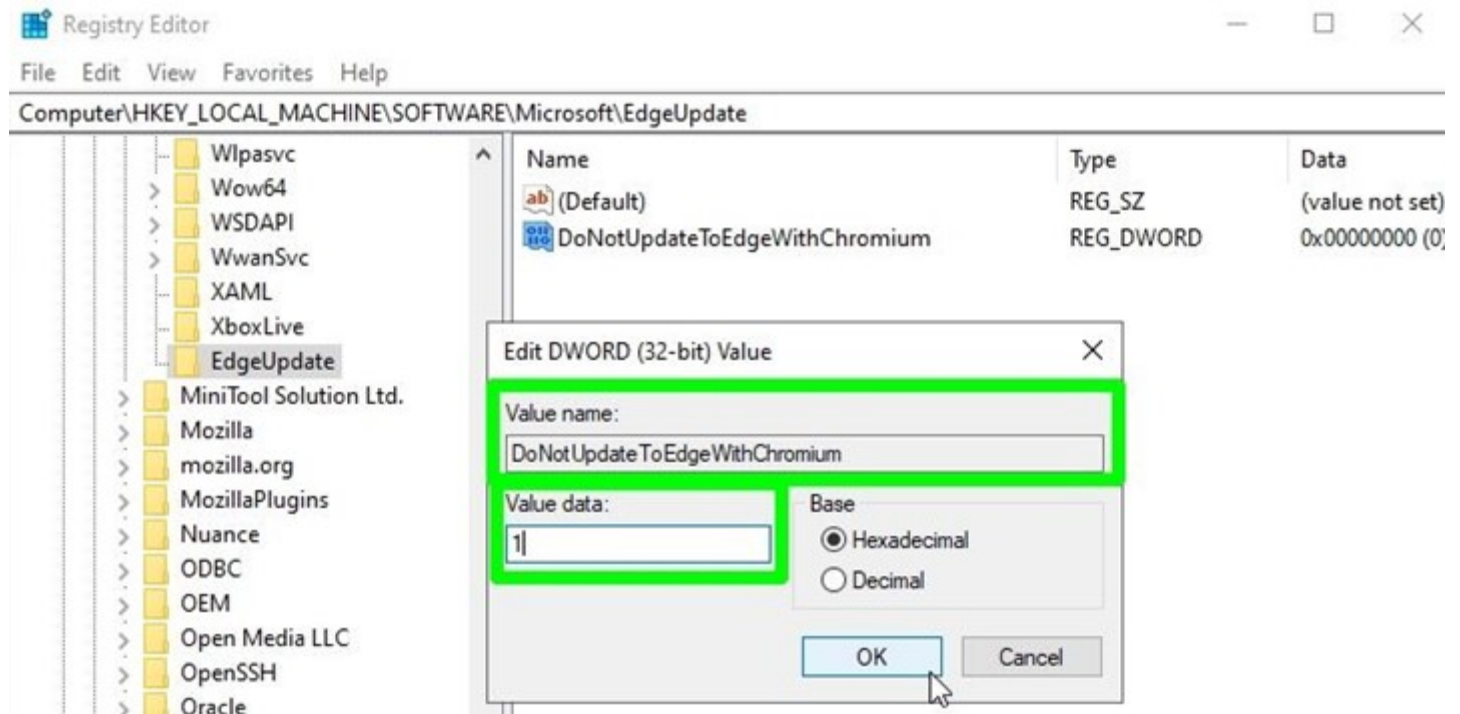 Registry Editor
File Edit View Favorites Help
Computer\HKEY_LOCAL_MACHINE\SOFTWARE\Microsoft\EdgeUpdate
Wlpasvc
Wow64
WSDAPI
WwanSvc
XAML
XboxLive
EdgeUpdate
MiniTool Solution Ltd.
Mozilla
mozilla.org
MozillaPlugins
Nuance
ODBC
OEM
Open Media LLC
OpenSSH
Oracle
Name Type Data
ab (Default) REG_SZ (value not set)
DoNotUpdateToEdgeWithChromium REG_DWORD 0x00000000 (0)
Edit DWORD (32-bit) Value
Value name:
DoNotUpdateToEdgeWithChromium
Value data:
1
Base
Hexadecimal
Decimal
OK Cancel